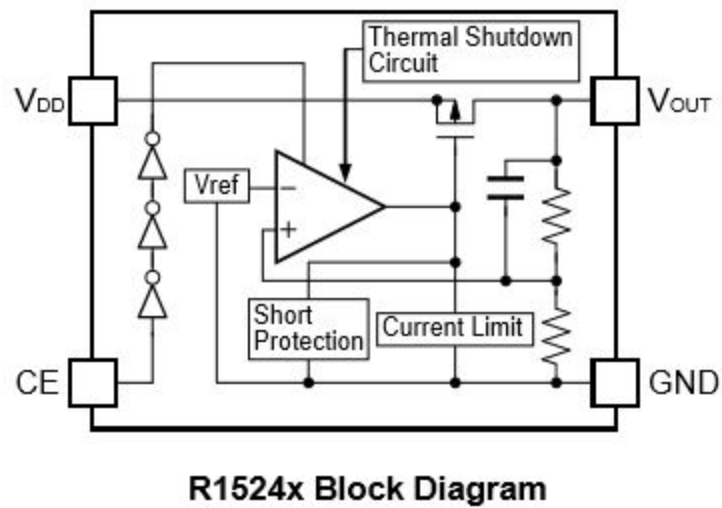 Thermal Shutdown
Circuit
VDD
VOUT
Vref
−
+
Short
Protection
Current Limit
CE
GND
R1524x Block Diagram